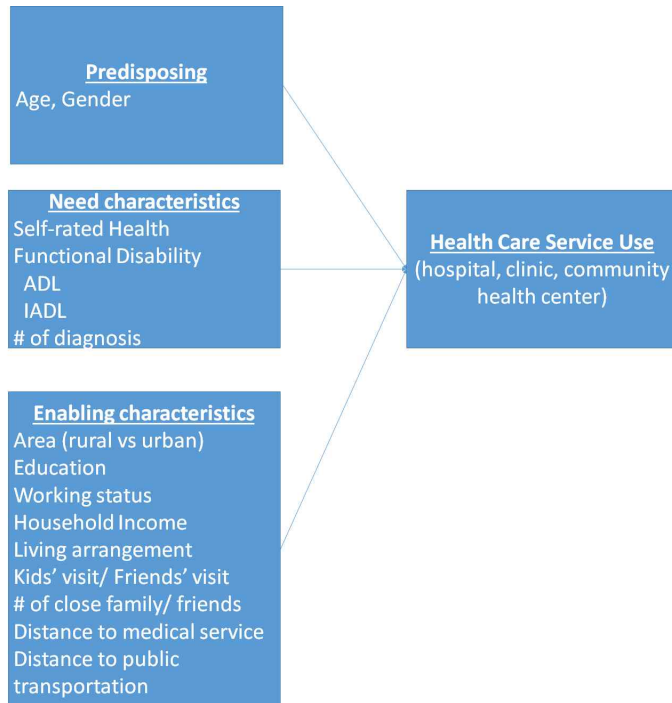 Predisposing
Age, Gender
Need characteristics
Self-rated Health
Functional Disability
ADL
IADL
# of diagnosis
Health Care Service Use
(hospital, clinic, community
health center)
Enabling characteristics
Area (rural vs urban)
Education
Working status
Household Income
Living arrangement
Kids’ visit/ Friends’ visit
# of close family/ friends
Distance to medical service
Distance to public
transportation